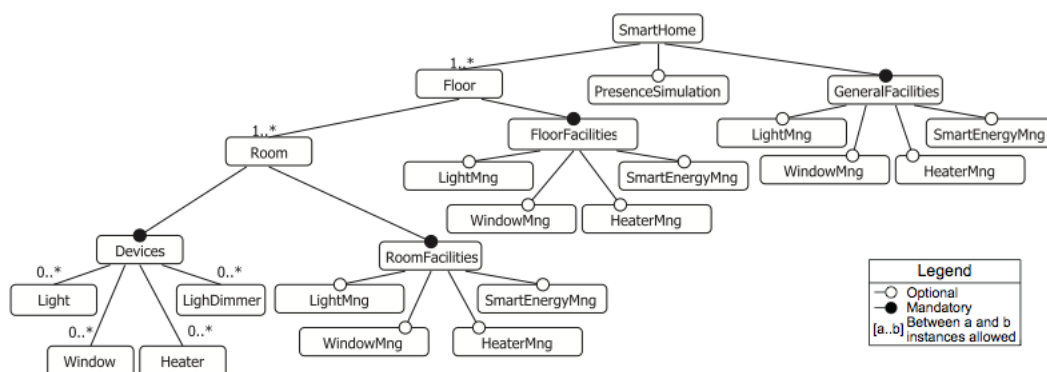 SmartHome
1..*
Floor
PresenceSimulation
GeneralFacilities
1..*
Room
FloorFacilities
LightMng
SmartEnergyMng
WindowMng
HeaterMng
LightMng
SmartEnergyMng
WindowMng
HeaterMng
Devices
RoomFacilities
0..*
0..*
Light
LighDimmer
LightMng
SmartEnergyMng
0..*
0..*
Window
Heater
WindowMng
HeaterMng
Legend
Optional
Mandatory
[a..b] Between a and b
instances allowed